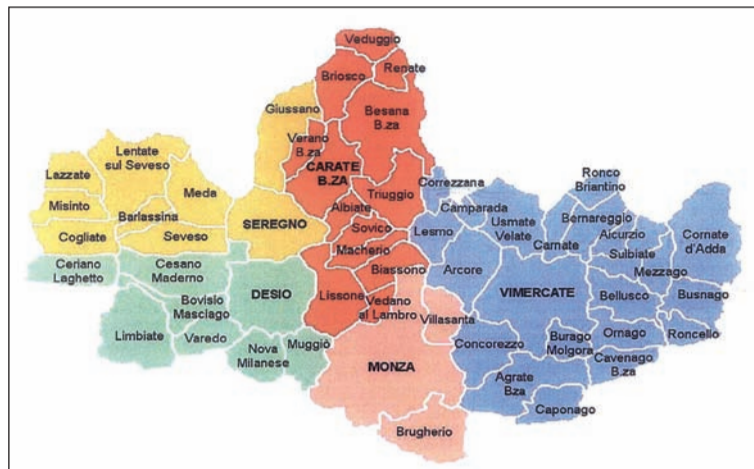 Veduggio
Renate
Briosco
Giussano
Besana
B.za
Verano
B.za
Lentate
sul Seveso
CARATE
B.ZA
Lazzate
Meda
Triuggio
Correzzana
Ronco
Briantino
Misinto
Barlassina
SEREGNO
Albiate
Camparada
Usmate
Velate
Bernareggio
Aicurzio
Cornate
d'Adda
Cogliate
Seveso
Sovico
Lesmo
Carnate
Sulbiate
Macherio
Mezzago
Ceriano
Laghetto
Cesano
Maderno
Biassono
Arcore
DESIO
Lissone
VIMERCATE
Bellusco
Busnago
Bovisio
Masciago
Vedano
al Lambro
Villasanta
Limbiate
Varedo
Nova
Milanese
Muggiò
Concorezzo
Burago
Molgora
Ornago
Roncello
MONZA
Cavenago
B.za
Agrate
Bza
Caponago
Brugherio